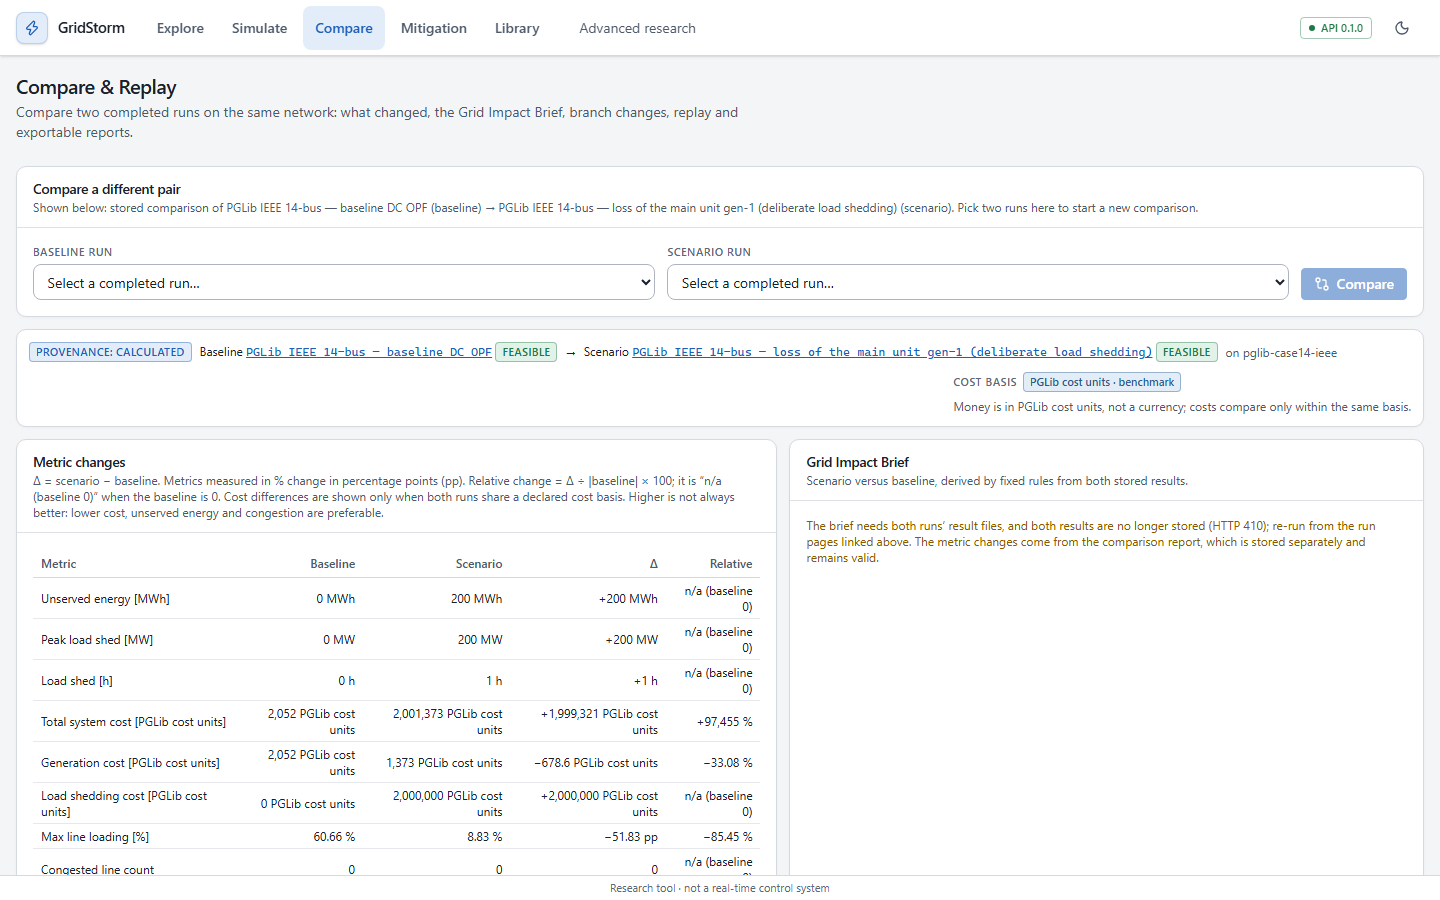 GridStorm
Explore
Simulate
Compare
Mitigation
Library
Advanced research
API 0.1.0
Compare & Replay
Compare two completed runs on the same network: what changed, the Grid Impact Brief, branch changes, replay and
exportable reports.
Compare a different pair
Shown below: stored comparison of PGLib IEEE 14-bus — baseline DC OPF (baseline) → PGLib IEEE 14-bus — loss of the main unit gen-1 (deliberate load shedding) (scenario). Pick two runs here to start a new comparison.
BASELINE RUN
SCENARIO RUN
Select a completed run...
Select a completed run...
Compare
PROVENANCE: CALCULATED Baseline PGLib IEEE 14-bus — baseline DC OPF FEASIBLE → Scenario PGLib IEEE 14-bus — loss of the main unit gen-1 (deliberate load shedding) FEASIBLE on pglib-case14-ieee
COST BASIS PGLib cost units · benchmark
Money is in PGLib cost units, not a currency; costs compare only within the same basis.
Metric changes
Δ = scenario − baseline. Metrics measured in % change in percentage points (pp). Relative change = Δ ÷ |baseline| × 100; it is “n/a
(baseline 0)” when the baseline is 0. Cost differences are shown only when both runs share a declared cost basis. Higher is not always
better: lower cost, unserved energy and congestion are preferable.
Metric Baseline Scenario Δ Relative
Unserved energy [MWh] 0 MWh 200 MWh +200 MWh n/a (baseline
0)
Peak load shed [MW] 0 MW 200 MW +200 MW n/a (baseline
0)
Load shed [h] 0 h 1 h +1 h n/a (baseline
0)
Total system cost [PGLib cost units] 2,052 PGLib cost
units 2,001,373 PGLib cost
units +1,999,321 PGLib cost
units +97,455 %
Generation cost [PGLib cost units] 2,052 PGLib cost
units 1,373 PGLib cost units −678.6 PGLib cost units −33.08 %
Load shedding cost [PGLib cost
units] 0 PGLib cost units 2,000,000 PGLib cost
units +2,000,000 PGLib cost
units n/a (baseline
0)
Max line loading [%] 60.66 % 8.83 % −51.83 pp −85.45 %
Congested line count 0 0 0 n/a (baseline
0)
Grid Impact Brief
Scenario versus baseline, derived by fixed rules from both stored results.
The brief needs both runs’ result files, and both results are no longer stored (HTTP 410); re-run from the run
pages linked above. The metric changes come from the comparison report, which is stored separately and
remains valid.
Research tool · not a real-time control system